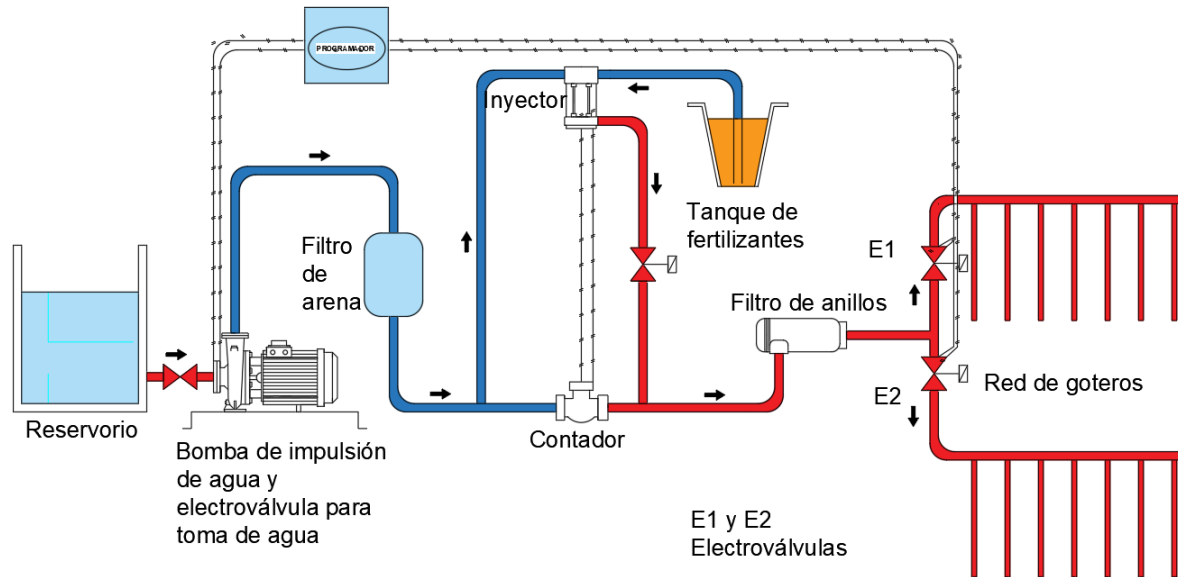 PROGRAMADOR
Inyector
Tanque de
fertilizantes
Filtro
de
arena
E1
Filtro de anillos
E2
Red de goteros
Reservorio
Contador
Bomba de impulsión
de agua y
electroválvula para
toma de agua
E1 y E2
Electroválvulas